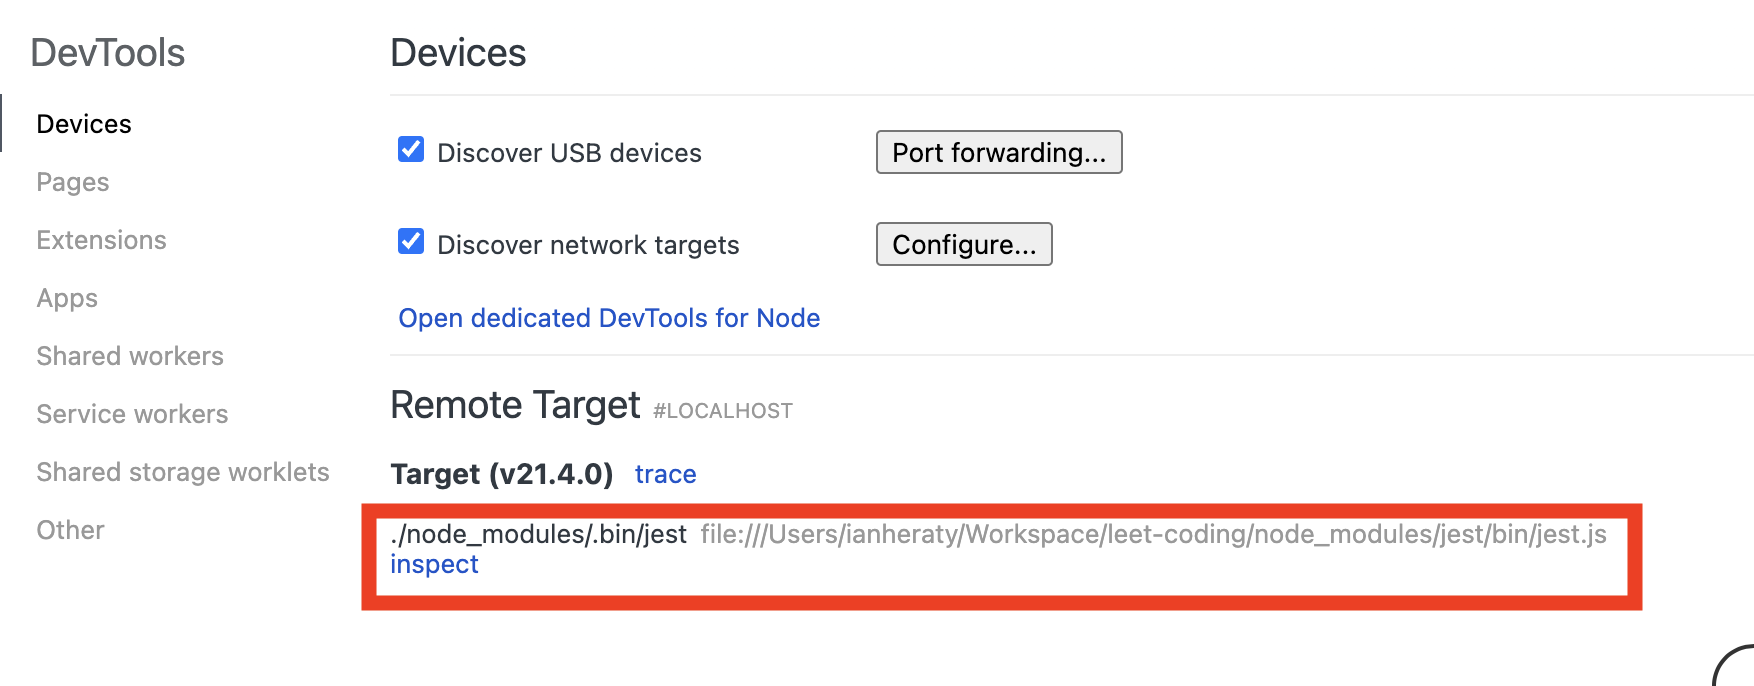 DevTools
Devices
Pages
Extensions
Apps
Shared workers
Service workers
Shared storage worklets
Other
Devices
Discover USB devices
Port forwarding...
Discover network targets
Configure...
Open dedicated DevTools for Node
Remote Target #LOCALHOST
Target (v21.4.0) trace
./node_modules/.bin/jest file:///Users/ianheraty/Workspace/leet-coding/node_modules/jest/bin/jest.js
inspect